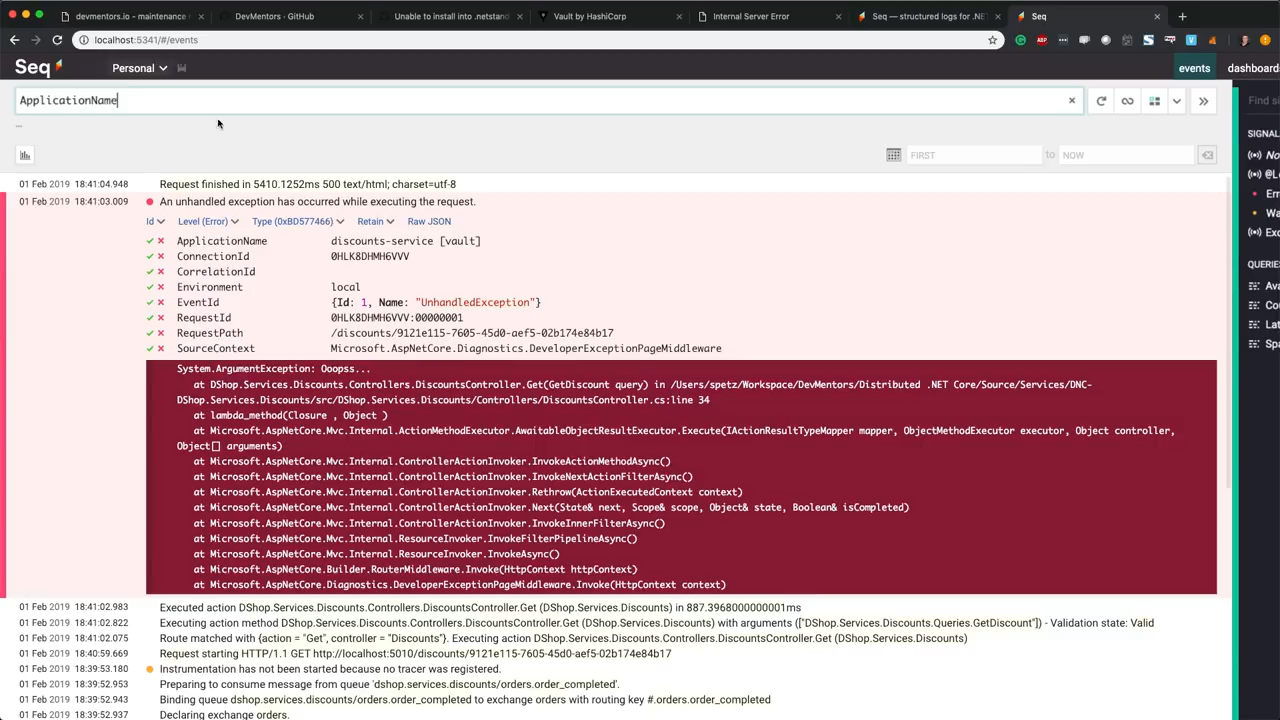 devmentors.io - maintenance m
DevMentors · GitHub
Unable to install into .netstand
Vault by HashiCorp
Internal Server Error
Seq — structured logs for .NET
Seq
localhost:5341/#/events
Seq
Personal
events
dashboards
ApplicationName
Find si
...
FIRST
to
NOW
SIGNAL
No
@L
Err
Wa
Exc
QUERIES
Ava
Cou
Lat
Spa
01 Feb 2019 18:41:04.948 Request finished in 5410.1252ms 500 text/html; charset=utf-8
01 Feb 2019 18:41:03.009 An unhandled exception has occurred while executing the request.
Id Level (Error) Type (0xBD577466) Retain Raw JSON
ApplicationName discounts-service [vault]
ConnectionId 0HLK8DHMH6VVV
CorrelationId
Environment local
EventId {Id: 1, Name: "UnhandledException"}
RequestId 0HLK8DHMH6VVV:00000001
RequestPath /discounts/9121e115-7605-45d0-aef5-02b174e84b17
SourceContext Microsoft.AspNetCore.Diagnostics.DeveloperExceptionPageMiddleware
System.ArgumentException: Ooopss...
at DShop.Services.Discounts.Controllers.DiscountsController.Get(GetDiscount query) in /Users/spetz/Workspace/DevMentors/Distributed .NET Core/Source/Services/DNC-
DShop.Services.Discounts/src/DShop.Services.Discounts/Controllers/DiscountsController.cs:line 34
at lambda_method(Closure , Object )
at Microsoft.AspNetCore.Mvc.Internal.ActionMethodExecutor.AwaitableObjectResultExecutor.Execute(IActionResultTypeMapper mapper, ObjectMethodExecutor executor, Object controller,
Object[] arguments)
at Microsoft.AspNetCore.Mvc.Internal.ControllerActionInvoker.InvokeActionMethodAsync()
at Microsoft.AspNetCore.Mvc.Internal.ControllerActionInvoker.InvokeNextActionFilterAsync()
at Microsoft.AspNetCore.Mvc.Internal.ControllerActionInvoker.Rethrow(ActionExecutedContext context)
at Microsoft.AspNetCore.Mvc.Internal.ControllerActionInvoker.Next(State& next, Scope& scope, Object& state, Boolean& isCompleted)
at Microsoft.AspNetCore.Mvc.Internal.ControllerActionInvoker.InvokeInnerFilterAsync()
at Microsoft.AspNetCore.Mvc.Internal.ResourceInvoker.InvokeFilterPipelineAsync()
at Microsoft.AspNetCore.Mvc.Internal.ResourceInvoker.InvokeAsync()
at Microsoft.AspNetCore.Builder.RouterMiddleware.Invoke(HttpContext httpContext)
at Microsoft.AspNetCore.Diagnostics.DeveloperExceptionPageMiddleware.Invoke(HttpContext context)
01 Feb 2019 18:41:02.983 Executed action DShop.Services.Discounts.Controllers.DiscountsController.Get (DShop.Services.Discounts) in 887.3968000000001ms
01 Feb 2019 18:41:02.822 Executing action method DShop.Services.Discounts.Controllers.DiscountsController.Get (DShop.Services.Discounts) with arguments (["DShop.Services.Discounts.Queries.GetDiscount"]) - Validation state: Valid
01 Feb 2019 18:41:02.075 Route matched with {action = "Get", controller = "Discounts"}. Executing action DShop.Services.Discounts.Controllers.DiscountsController.Get (DShop.Services.Discounts)
01 Feb 2019 18:40:59.669 Request starting HTTP/1.1 GET http://localhost:5010/discounts/9121e115-7605-45d0-aef5-02b174e84b17
01 Feb 2019 18:39:53.180 Instrumentation has not been started because no tracer was registered.
01 Feb 2019 18:39:52.953 Preparing to consume message from queue 'dshop.services.discounts/orders.order_completed'.
01 Feb 2019 18:39:52.943 Binding queue dshop.services.discounts/orders.order_completed to exchange orders with routing key #.orders.order_completed
01 Feb 2019 18:39:52.937 Declaring exchange orders.